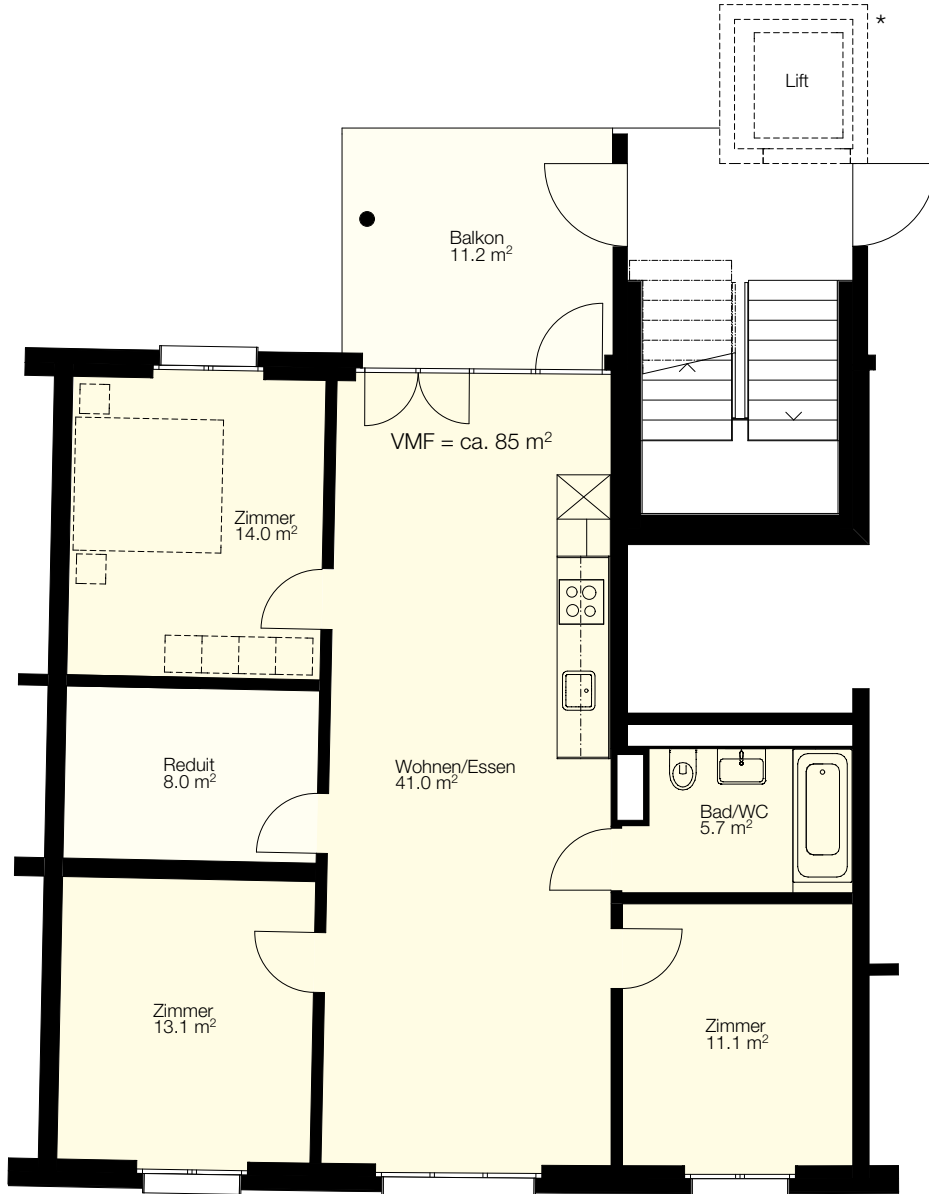 *
Lift
Balkon
11.2 m²
VMF = ca. 85 m²
Zimmer
14.0 m²
Reduit
8.0 m²
Wohnen/Essen
41.0 m²
Bad/WC
5.7 m²
Zimmer
13.1 m²
Zimmer
11.1 m²